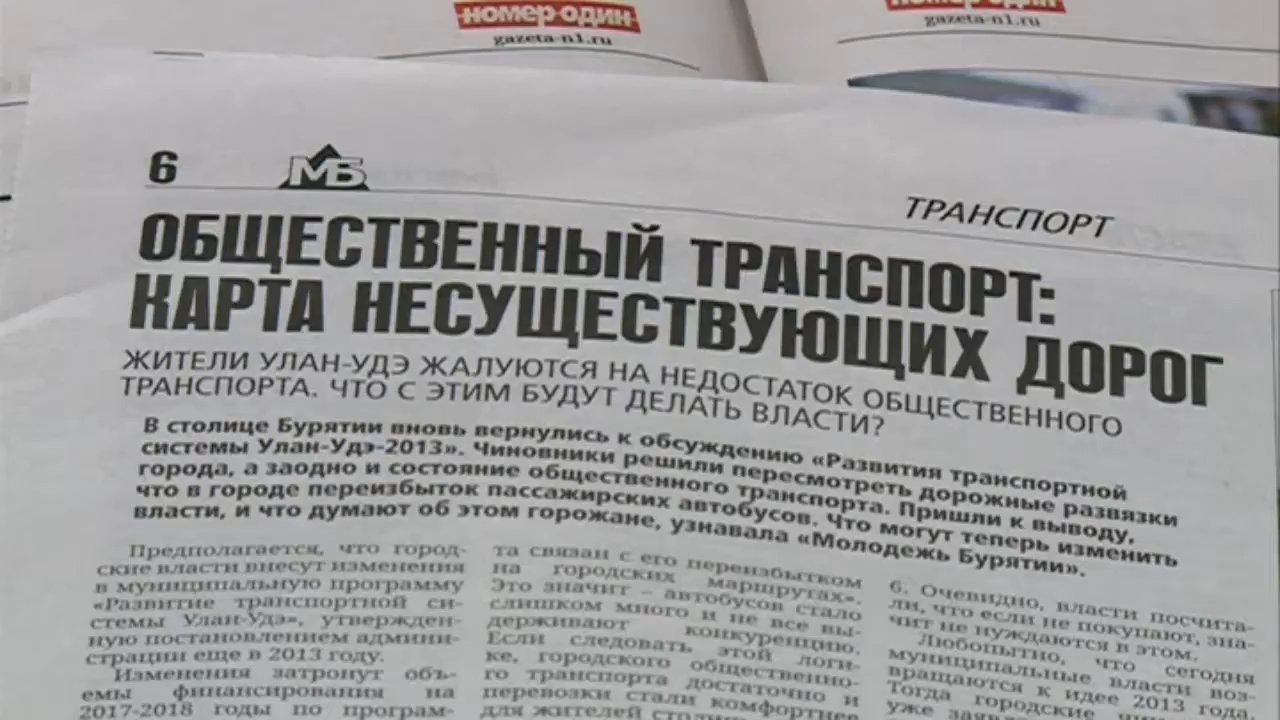 номер·один
gazeta-n1.ru
gazeta-n1.ru
6
МБ
ТРАНСПОРТ
ОБЩЕСТВЕННЫЙ ТРАНСПОРТ:
КАРТА НЕСУЩЕСТВУЮЩИХ ДОРОГ
ЖИТЕЛИ УЛАН-УДЭ ЖАЛУЮТСЯ НА НЕДОСТАТОК ОБЩЕСТВЕННОГО
ТРАНСПОРТА. ЧТО С ЭТИМ БУДУТ ДЕЛАТЬ ВЛАСТИ?
В столице Бурятии вновь вернулись к обсуждению «Развития транспортной
системы Улан-Удэ-2013». Чиновники решили пересмотреть дорожные развязки
города, а заодно и состояние общественного транспорта. Пришли к выводу,
что в городе переизбыток пассажирских автобусов. Что могут теперь изменить
власти, и что думают об этом горожане, узнавала «Молодежь Бурятии».
Предполагается, что город-
ские власти внесут изменения
в муниципальную программу
«Развитие транспортной си-
стемы Улан-Удэ», утвержден-
ную постановлением админи-
страции еще в 2013 году.
Изменения затронут объ-
емы финансирования на
2017-2018 годы по програм-
та связан с его переизбытком
на городских маршрутах».
Это значит – автобусов стало
слишком много и не все вы-
держивают конкуренцию.
Если следовать этой логи-
ке, городского общественно-
го транспорта достаточно и
перевозки стали комфортнее
для жителей столи
6. Очевидно, власти посчита-
ли, что если не покупают, зна-
чит не нуждаются в этом.
Любопытно, что сегодня
муниципальные власти воз-
вращаются к идее 2013 года.
Тогда городские
уже